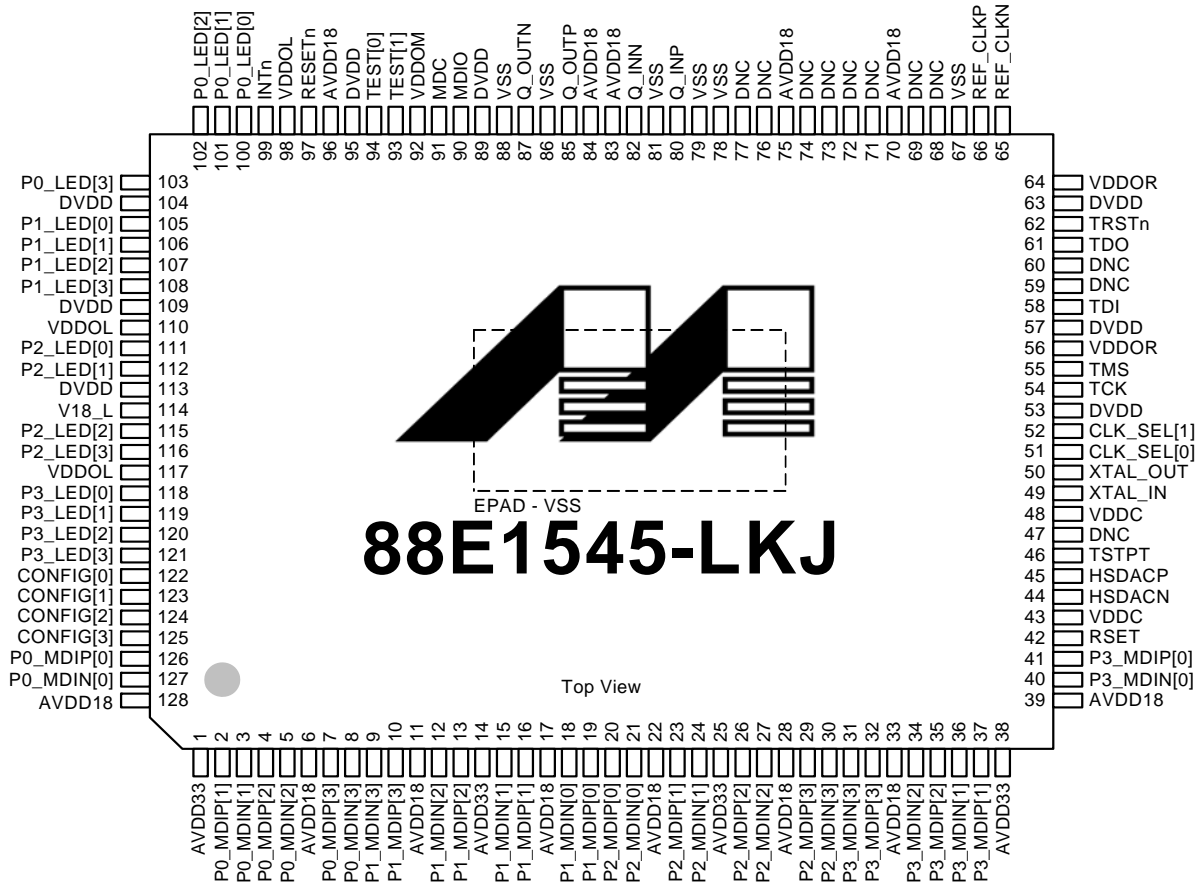 P0_LED[2]
P0_LED[1]
P0_LED[0]
INTn
VDDOL
RESETn
AVDD18
DVDD
TEST[0]
TEST[1]
VDDOM
MDC
MDIO
DVDD
VSS
Q_OUTN
VSS
Q_OUTP
AVDD18
AVDD18
Q_INN
VSS
Q_INP
VSS
VSS
DNC
DNC
AVDD18
DNC
DNC
DNC
DNC
AVDD18
DNC
DNC
VSS
REF_CLKP
REF_CLKN
102
101
100
99
98
97
96
95
94
93
92
91
90
89
88
87
86
85
84
83
82
81
80
79
78
77
76
75
74
73
72
71
70
69
68
67
66
65
P0_LED[3] 103
DVDD 104
P1_LED[0] 105
P1_LED[1] 106
P1_LED[2] 107
P1_LED[3] 108
DVDD 109
VDDOL 110
P2_LED[0] 111
P2_LED[1] 112
DVDD 113
V18_L 114
P2_LED[2] 115
P2_LED[3] 116
VDDOL 117
P3_LED[0] 118
P3_LED[1] 119
P3_LED[2] 120
P3_LED[3] 121
CONFIG[0] 122
CONFIG[1] 123
CONFIG[2] 124
CONFIG[3] 125
P0_MDIP[0] 126
P0_MDIN[0] 127
AVDD18 128
EPAD - VSS
88E1545-LKJ
Top View
64 VDDOR
63 DVDD
62 TRSTn
61 TDO
60 DNC
59 DNC
58 TDI
57 DVDD
56 VDDOR
55 TMS
54 TCK
53 DVDD
52 CLK_SEL[1]
51 CLK_SEL[0]
50 XTAL_OUT
49 XTAL_IN
48 VDDC
47 DNC
46 TSTPT
45 HSDACP
44 HSDACN
43 VDDC
42 RSET
41 P3_MDIP[0]
40 P3_MDIN[0]
39 AVDD18
1
2
3
4
5
6
7
8
9
10
11
12
13
14
15
16
17
18
19
20
21
22
23
24
25
26
27
28
29
30
31
32
33
34
35
36
37
38
AVDD33
P0_MDIP[1]
P0_MDIN[1]
P0_MDIP[2]
P0_MDIN[2]
AVDD18
P0_MDIP[3]
P0_MDIN[3]
P1_MDIN[3]
P1_MDIP[3]
AVDD18
P1_MDIN[2]
P1_MDIP[2]
AVDD33
P1_MDIN[1]
P1_MDIP[1]
AVDD18
P1_MDIN[0]
P1_MDIP[0]
P2_MDIP[0]
P2_MDIN[0]
AVDD18
P2_MDIP[1]
P2_MDIN[1]
AVDD33
P2_MDIP[2]
P2_MDIN[2]
AVDD18
P2_MDIP[3]
P2_MDIN[3]
P3_MDIN[3]
P3_MDIP[3]
AVDD18
P3_MDIN[2]
P3_MDIP[2]
P3_MDIN[1]
P3_MDIP[1]
AVDD33